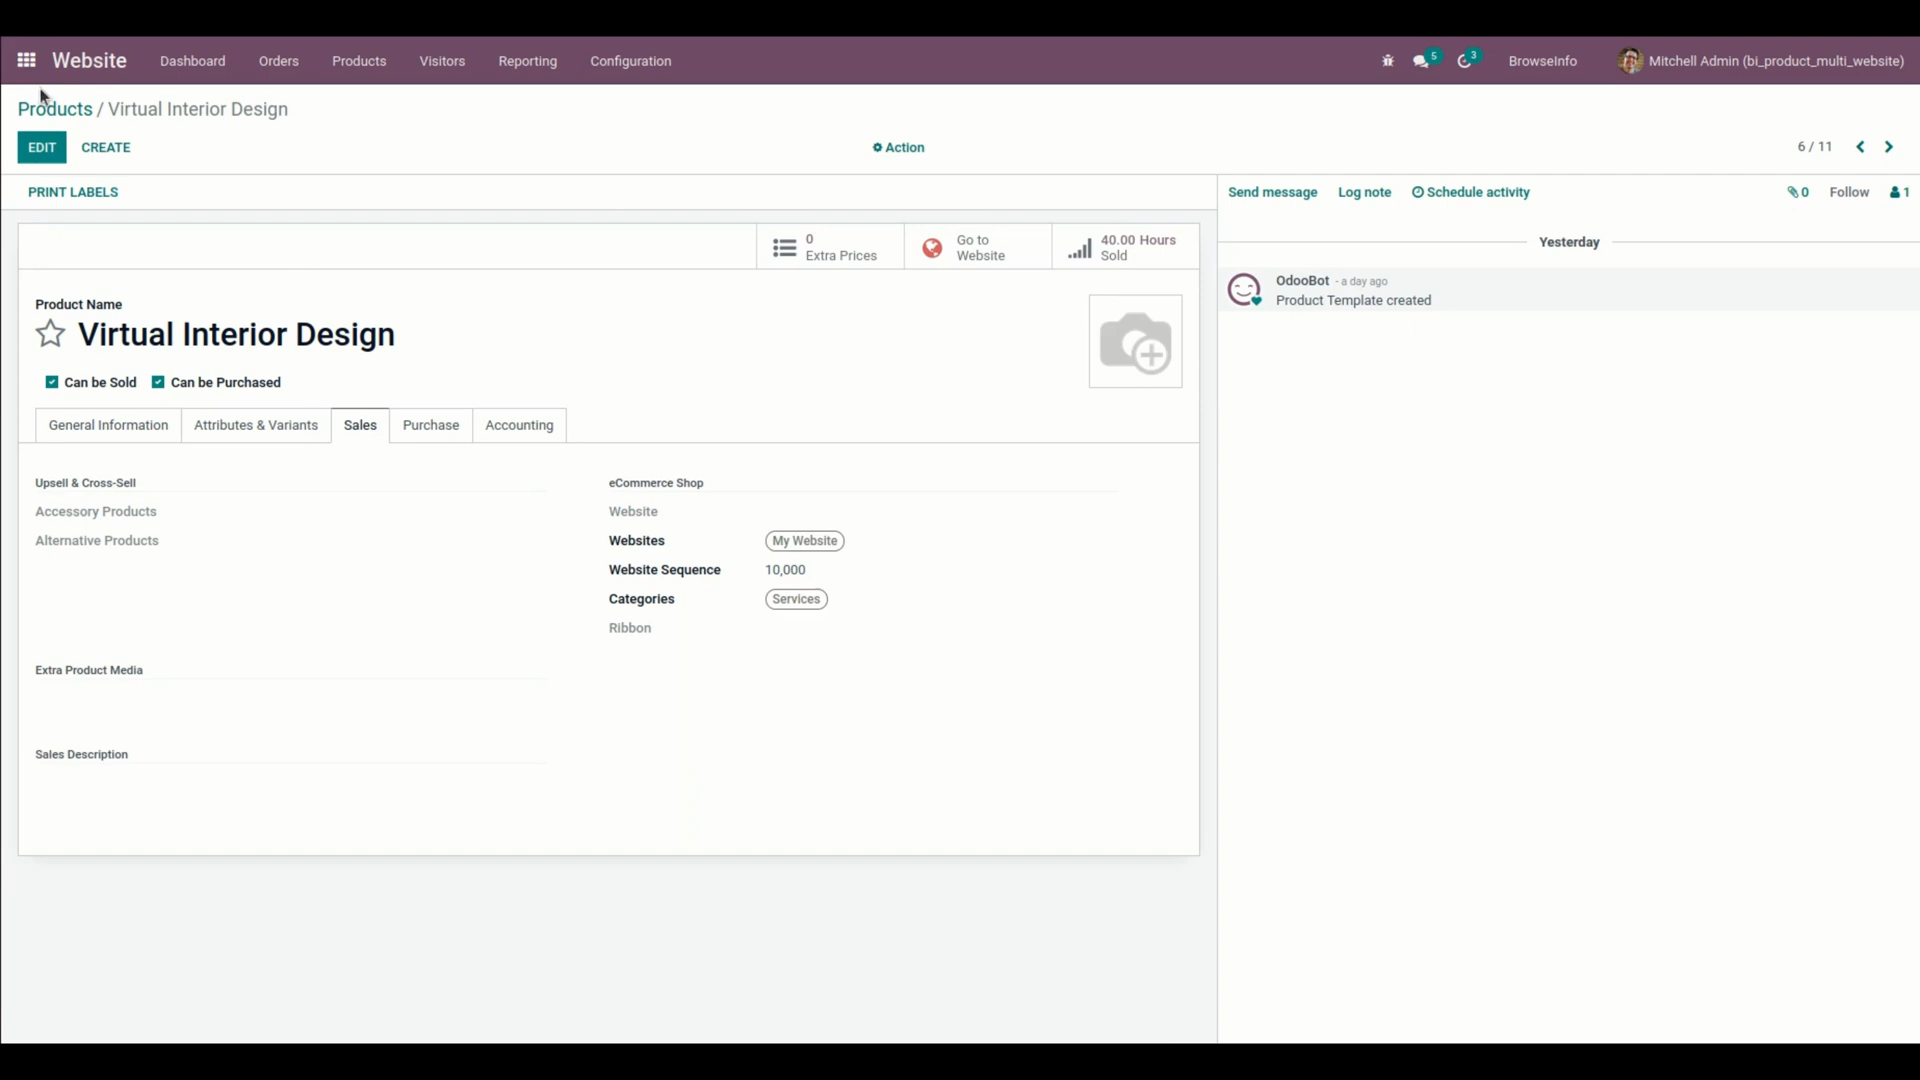 Website Dashboard Orders Products Visitors Reporting Configuration 5 3 BrowseInfo Mitchell Admin (bi_product_multi_website)
Products / Virtual Interior Design
EDIT CREATE Action 6 / 11
PRINT LABELS Send message Log note Schedule activity 0 Follow 1
0
Extra Prices
Go to
Website
40.00 Hours
Sold
Yesterday
OdooBot - a day ago
Product Template created
Product Name
Virtual Interior Design
Can be Sold Can be Purchased
General Information Attributes & Variants Sales Purchase Accounting
Upsell & Cross-Sell
Accessory Products
Alternative Products
eCommerce Shop
Website
Websites My Website
Website Sequence 10,000
Categories Services
Ribbon
Extra Product Media
Sales Description